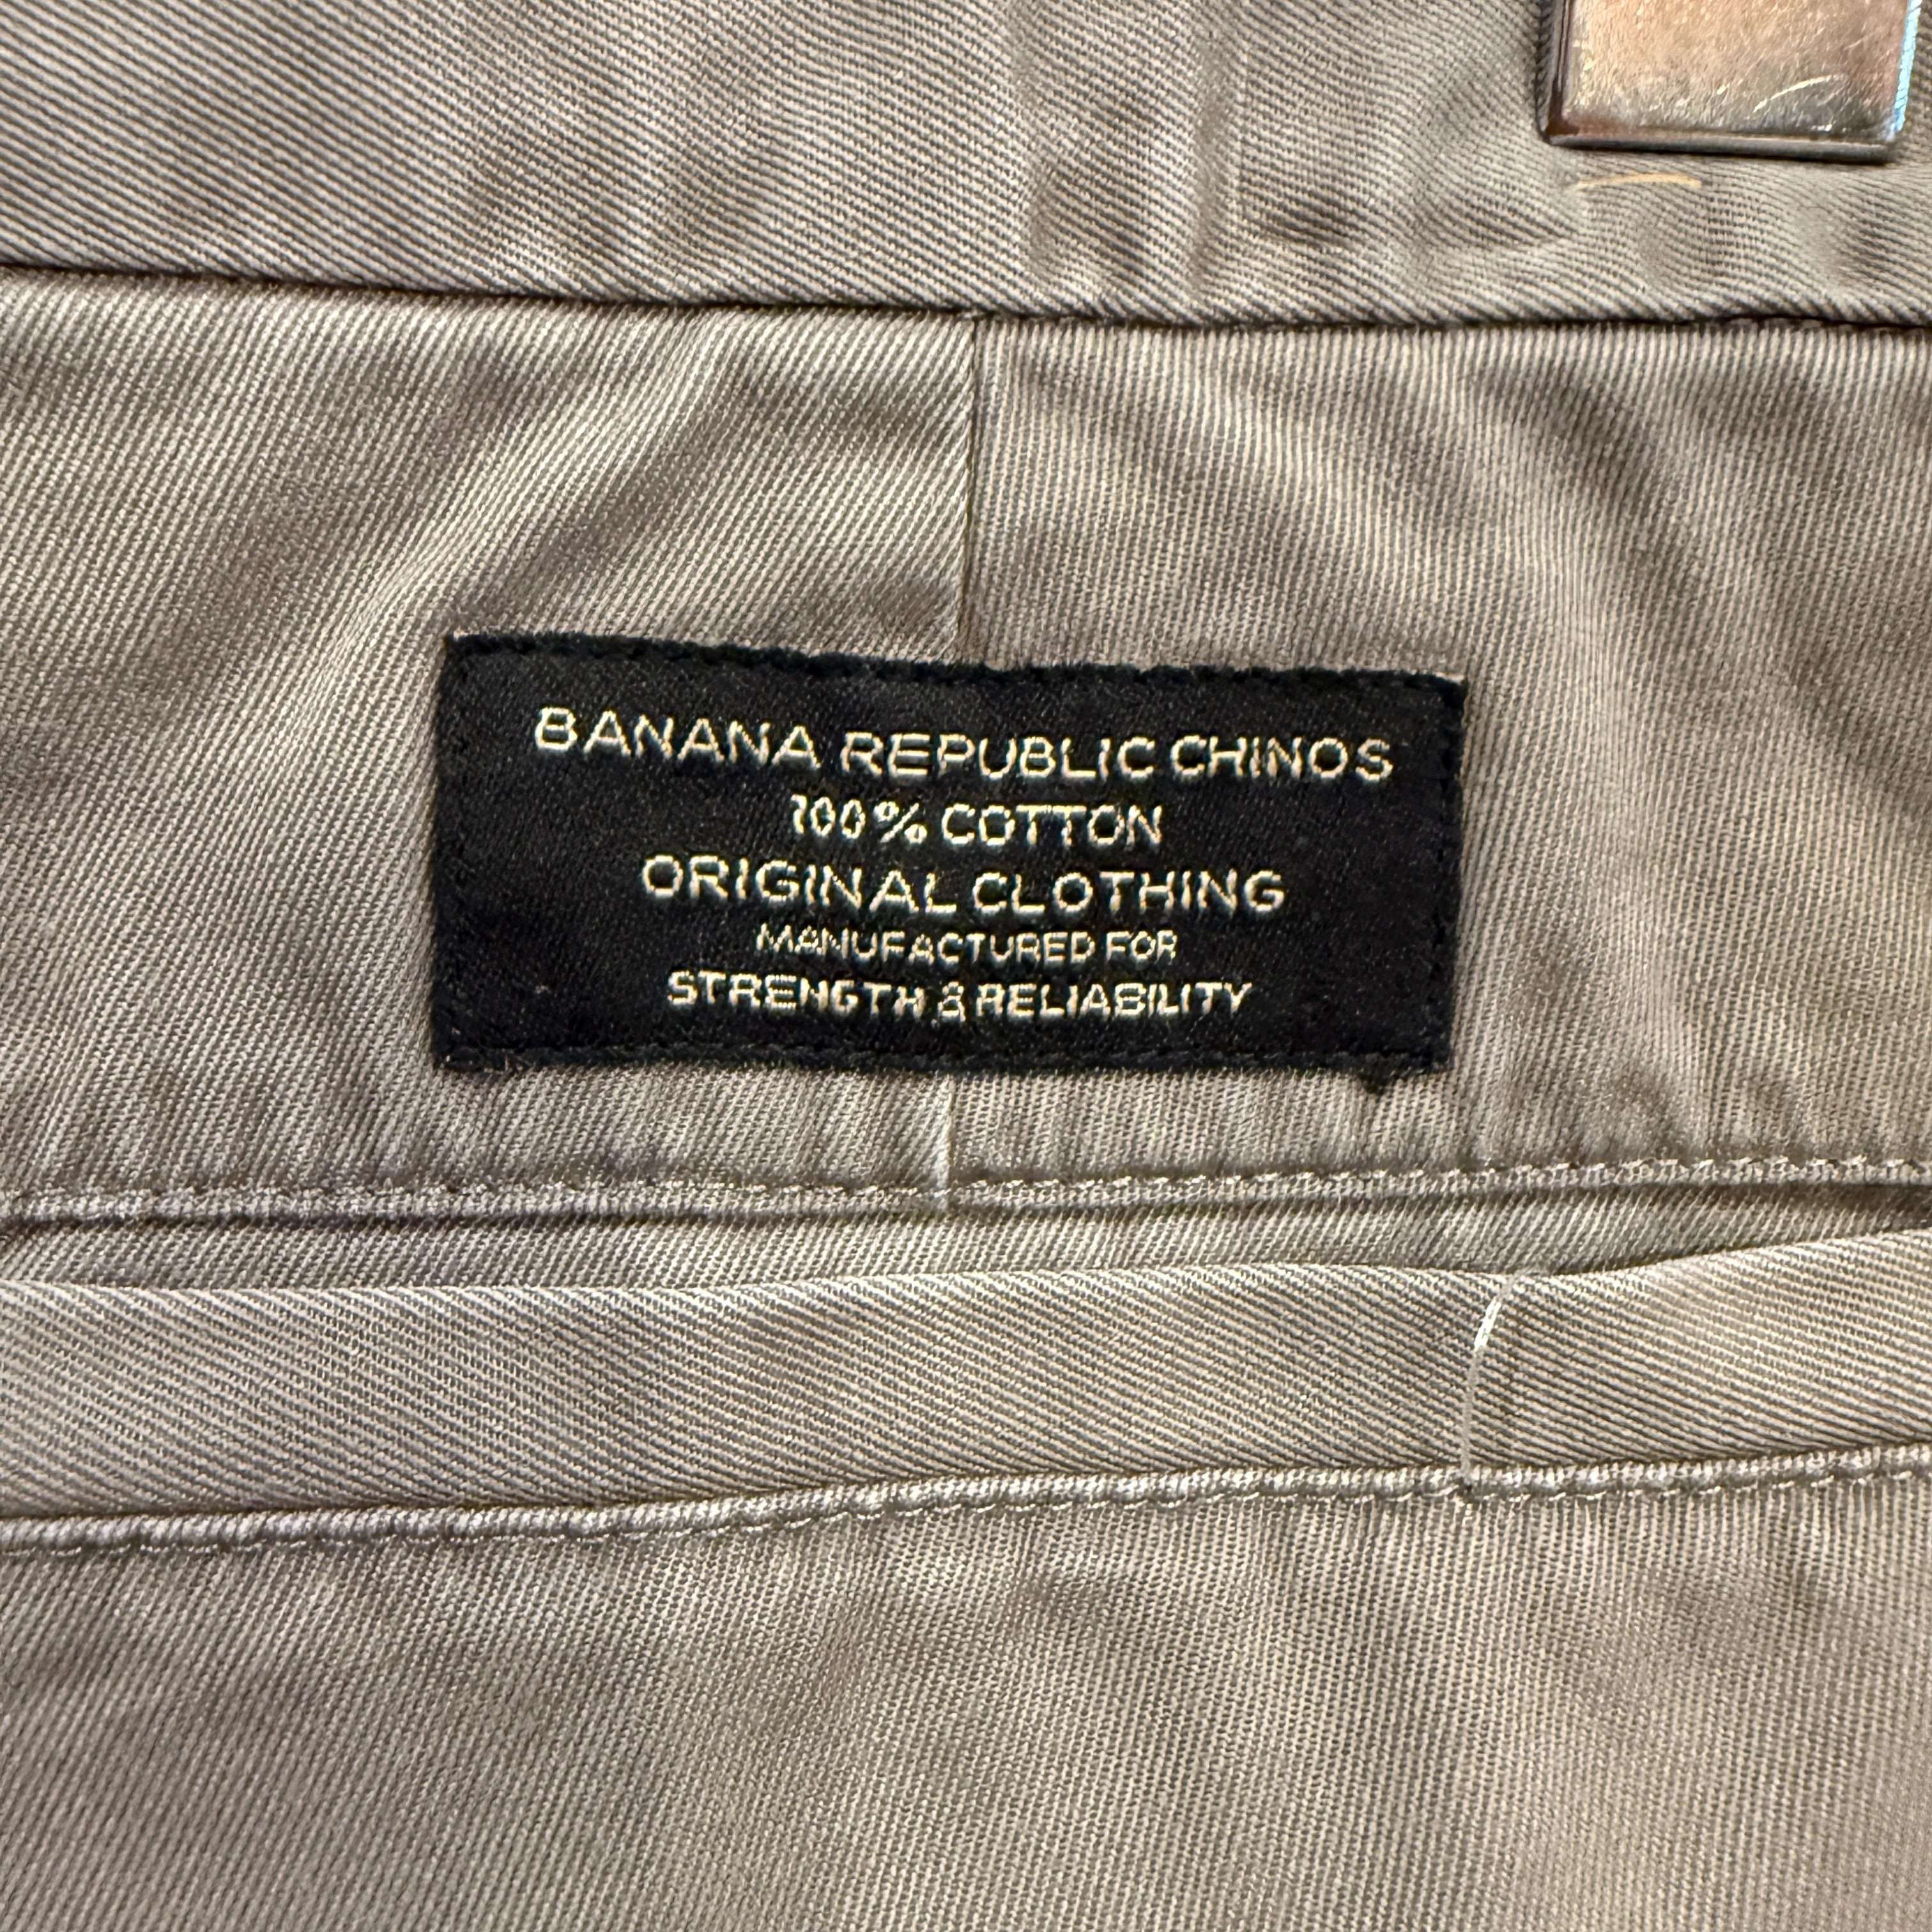 BANANA REPUBLIC CHINOS
100% COTTON
ORIGINAL CLOTHING
MANUFACTURED FOR
STRENGTH & RELIABILITY